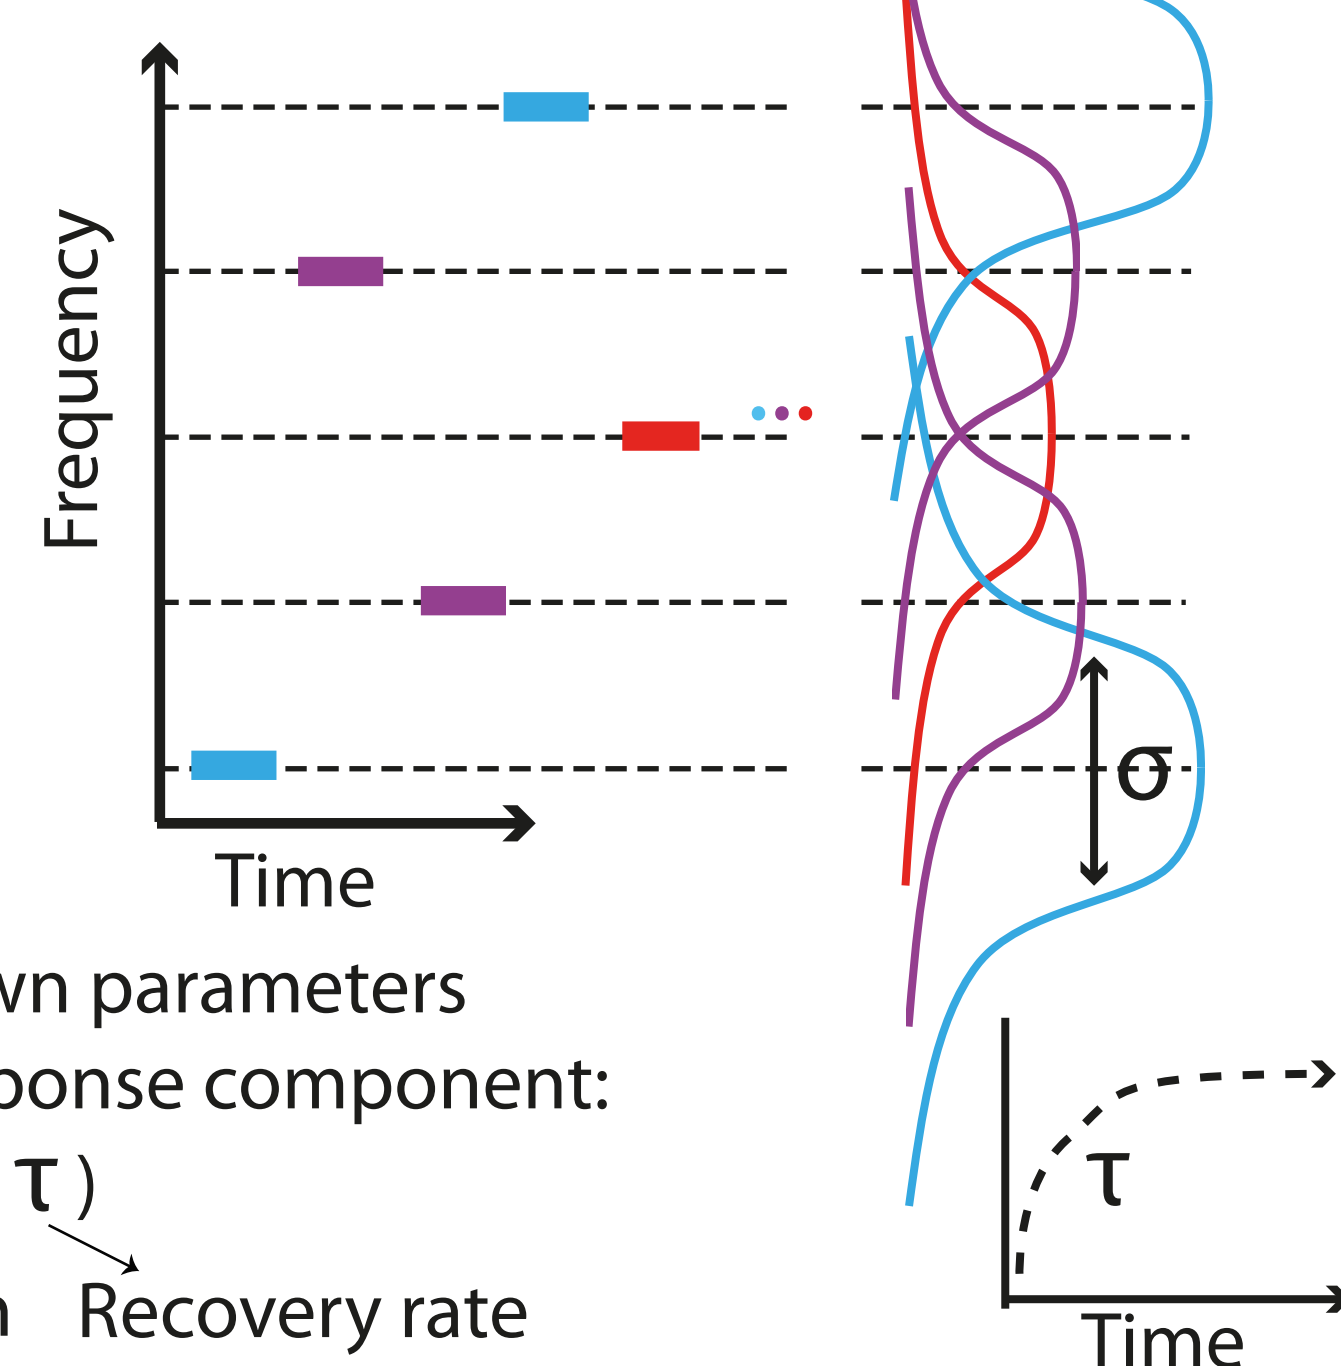 Frequency
Time
σ
wn parameters
ponse component:
τ )
n Recovery rate
τ
Time